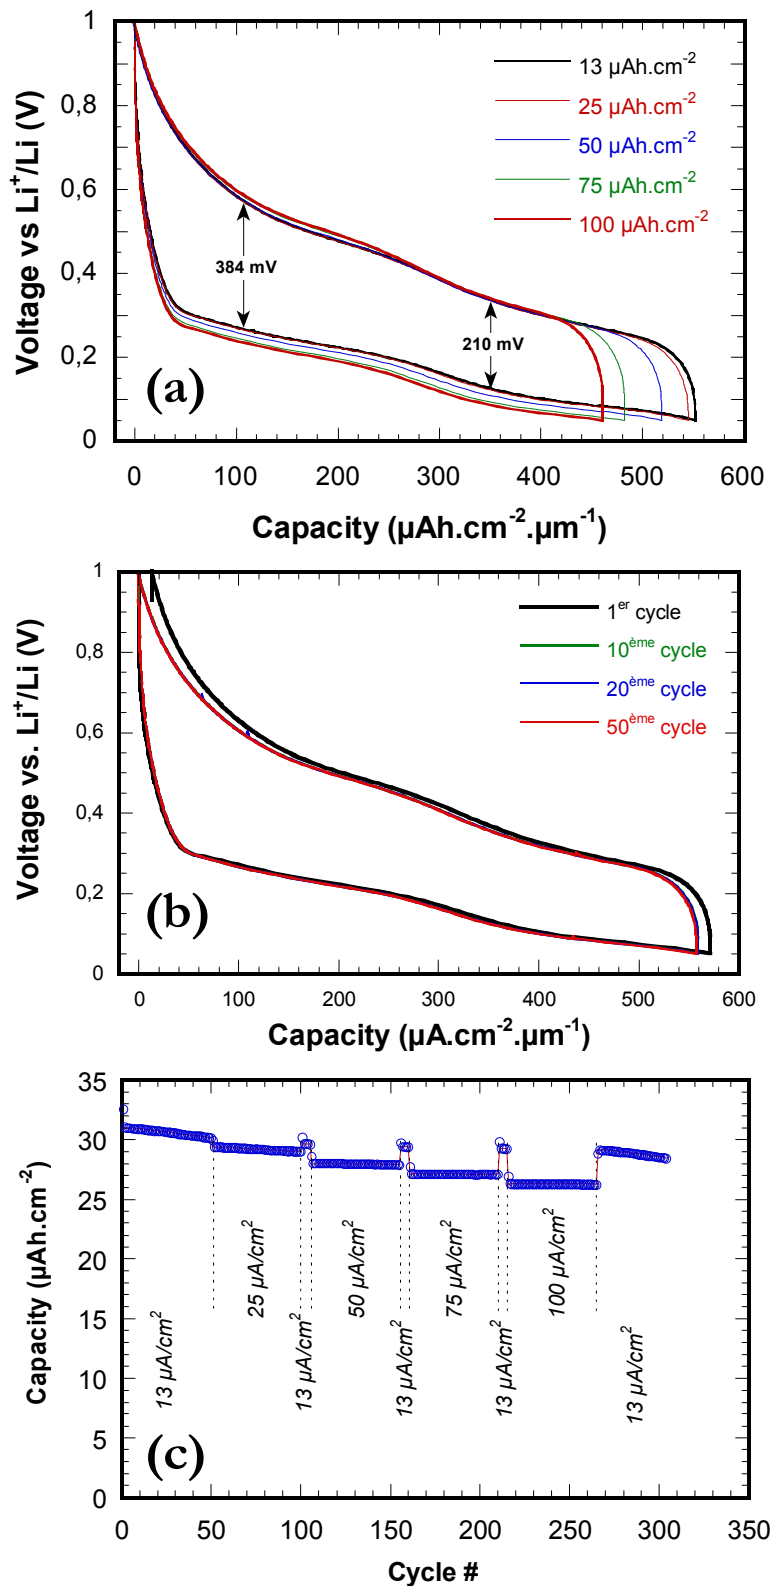 1
0,8
0,6
0,4
0,2
0
Voltage vs Li⁺/Li (V)
13 µAh.cm⁻²
25 µAh.cm⁻²
50 µAh.cm⁻²
75 µAh.cm⁻²
100 µAh.cm⁻²
384 mV
210 mV
(a)
0 100 200 300 400 500 600
Capacity (µAh.cm⁻².µm⁻¹)
1
0,8
0,6
0,4
0,2
0
Voltage vs. Li⁺/Li (V)
1ᵉʳ cycle
10ᵉ̀ᵐᵉ cycle
20ᵉ̀ᵐᵉ cycle
50ᵉ̀ᵐᵉ cycle
(b)
0 100 200 300 400 500 600
Capacity (µA.cm⁻².µm⁻¹)
35
30
25
20
15
10
5
0
Capacity (µAh.cm⁻²)
13 µA/cm²
25 µA/cm²
13 µA/cm²
50 µA/cm²
13 µA/cm²
75 µA/cm²
13 µA/cm²
100 µA/cm²
13 µA/cm²
(c)
0 50 100 150 200 250 300 350
Cycle #